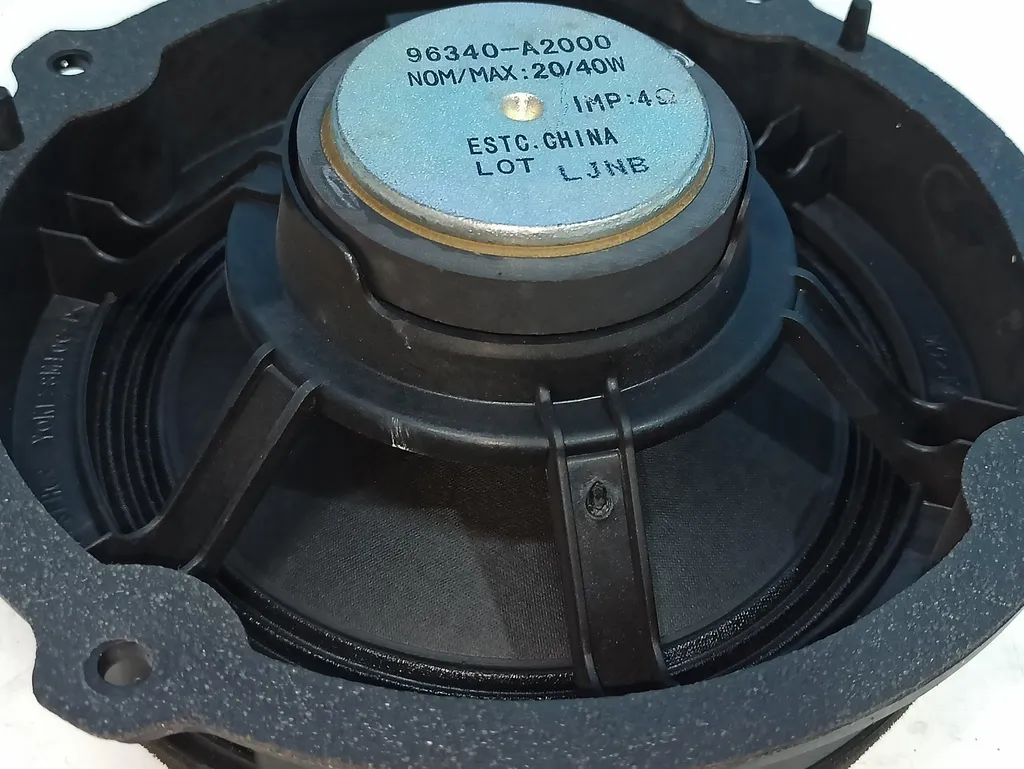 96340-A2000
NOM/MAX:20/40W
IMP:4Ω
ESTC.CHINA
LOT LJNB